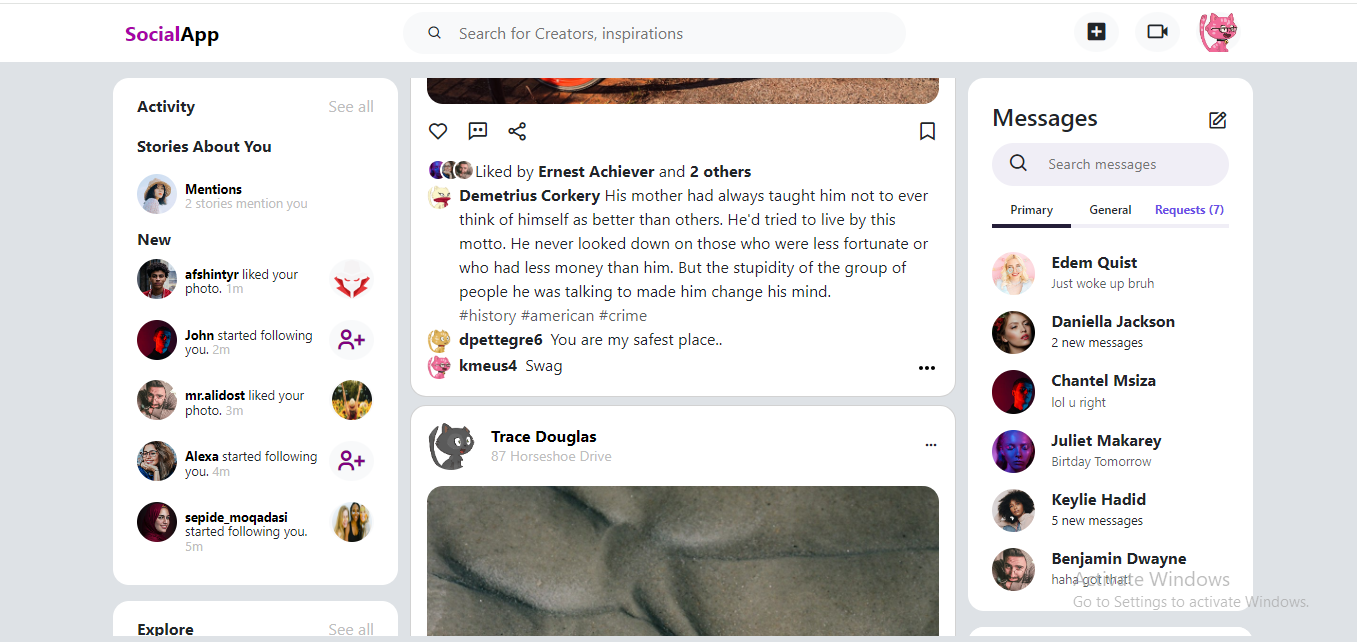 SocialApp
Search for Creators, inspirations
Activity
See all
Stories About You
Mentions
2 stories mention you
New
afshintyr liked your
photo. 1m
John started following
you. 2m
mr.alidost liked your
photo. 3m
Alexa started following
you. 4m
sepide_moqadasi
started following you.
5m
Explore
See all
Liked by Ernest Achiever and 2 others
Demetrius Corkery His mother had always taught him not to ever
think of himself as better than others. He'd tried to live by this
motto. He never looked down on those who were less fortunate or
who had less money than him. But the stupidity of the group of
people he was talking to made him change his mind.
#history #american #crime
dpettegre6 You are my safest place..
kmeus4 Swag
Trace Douglas
87 Horseshoe Drive
Messages
Search messages
Primary
General
Requests (7)
Edem Quist
Just woke up bruh
Daniella Jackson
2 new messages
Chantel Msiza
lol u right
Juliet Makarey
Birtday Tomorrow
Keylie Hadid
5 new messages
Benjamin Dwayne
haha got that!
Activate Windows
Go to Settings to activate Windows.